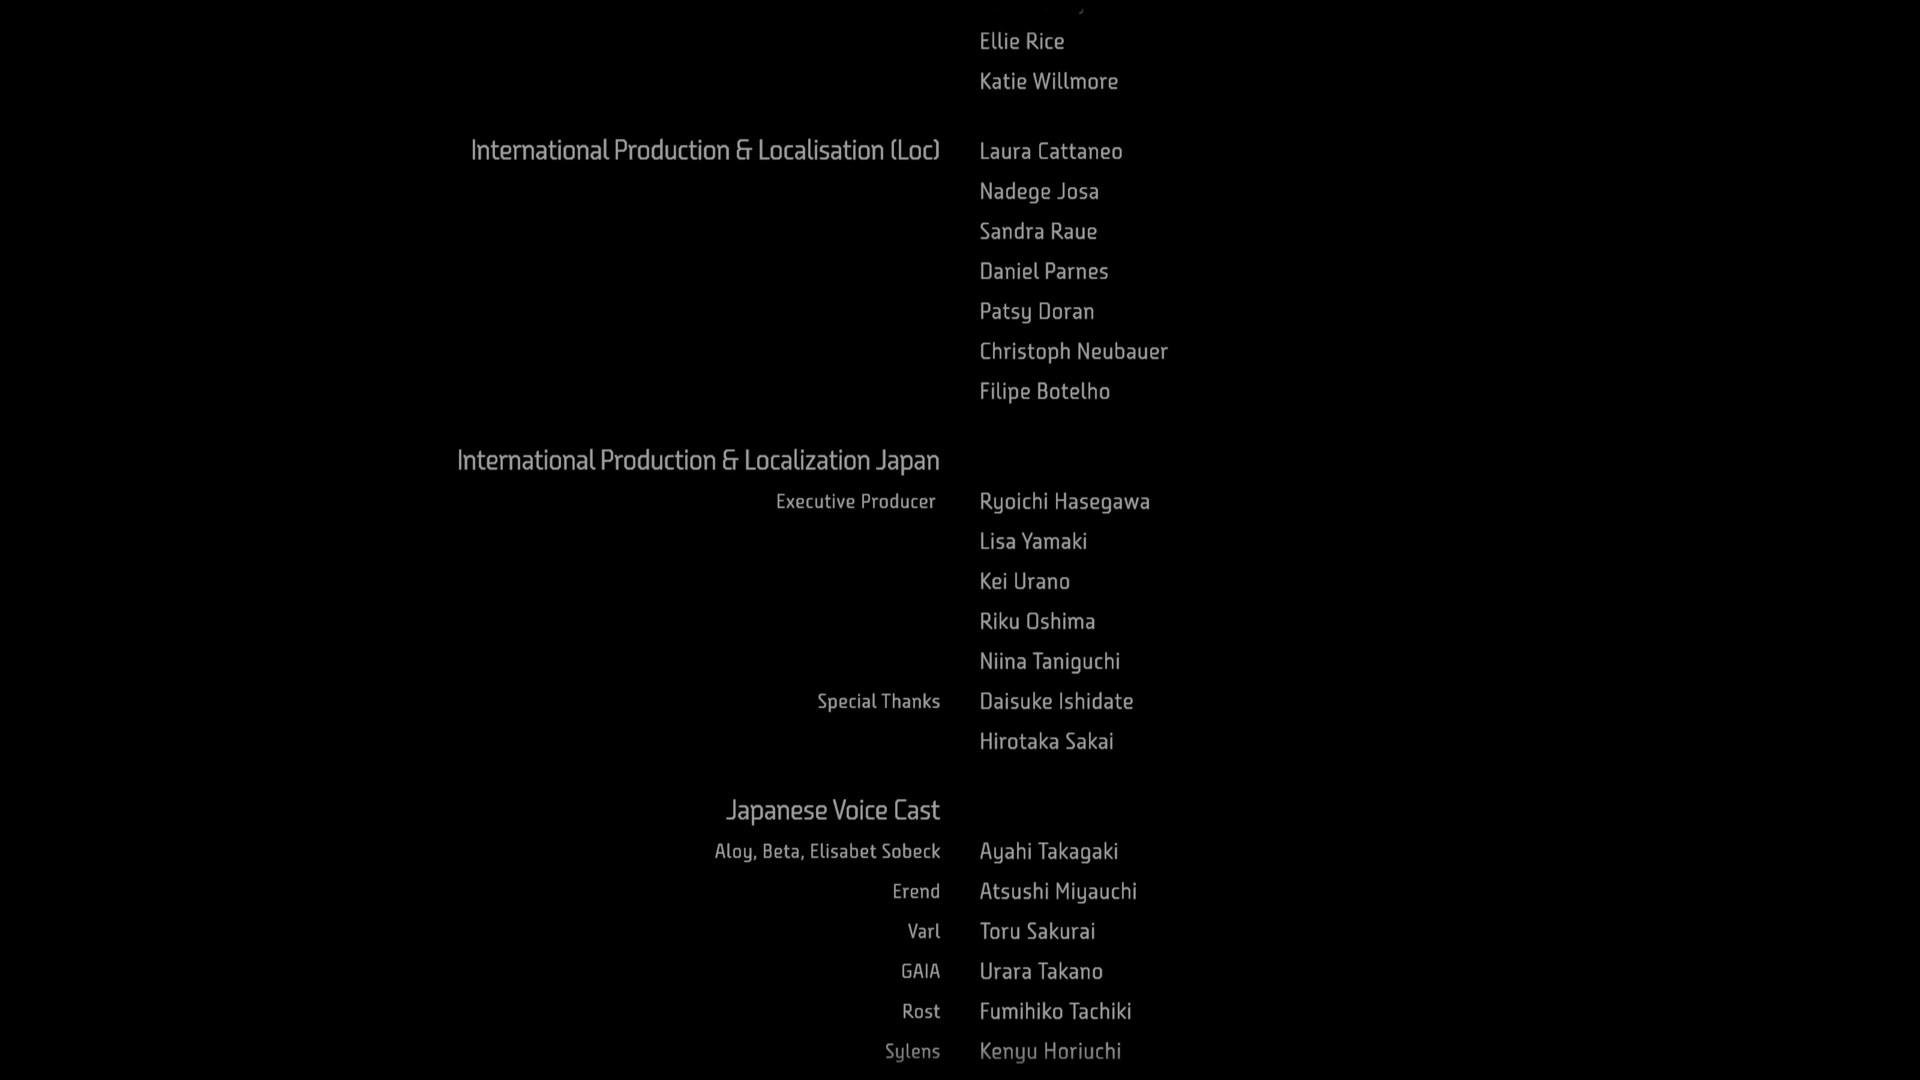 Ellie Rice
Katie Willmore
International Production & Localisation (Loc) Laura Cattaneo
Nadege Josa
Sandra Raue
Daniel Parnes
Patsy Doran
Christoph Neubauer
Filipe Botelho
International Production & Localization Japan
Executive Producer Ryoichi Hasegawa
Lisa Yamaki
Kei Urano
Riku Oshima
Niina Taniguchi
Special Thanks Daisuke Ishidate
Hirotaka Sakai
Japanese Voice Cast
Aloy, Beta, Elisabet Sobeck Ayahi Takagaki
Erend Atsushi Miyauchi
Varl Toru Sakurai
GAIA Urara Takano
Rost Fumihiko Tachiki
Sylens Kenyu Horiuchi